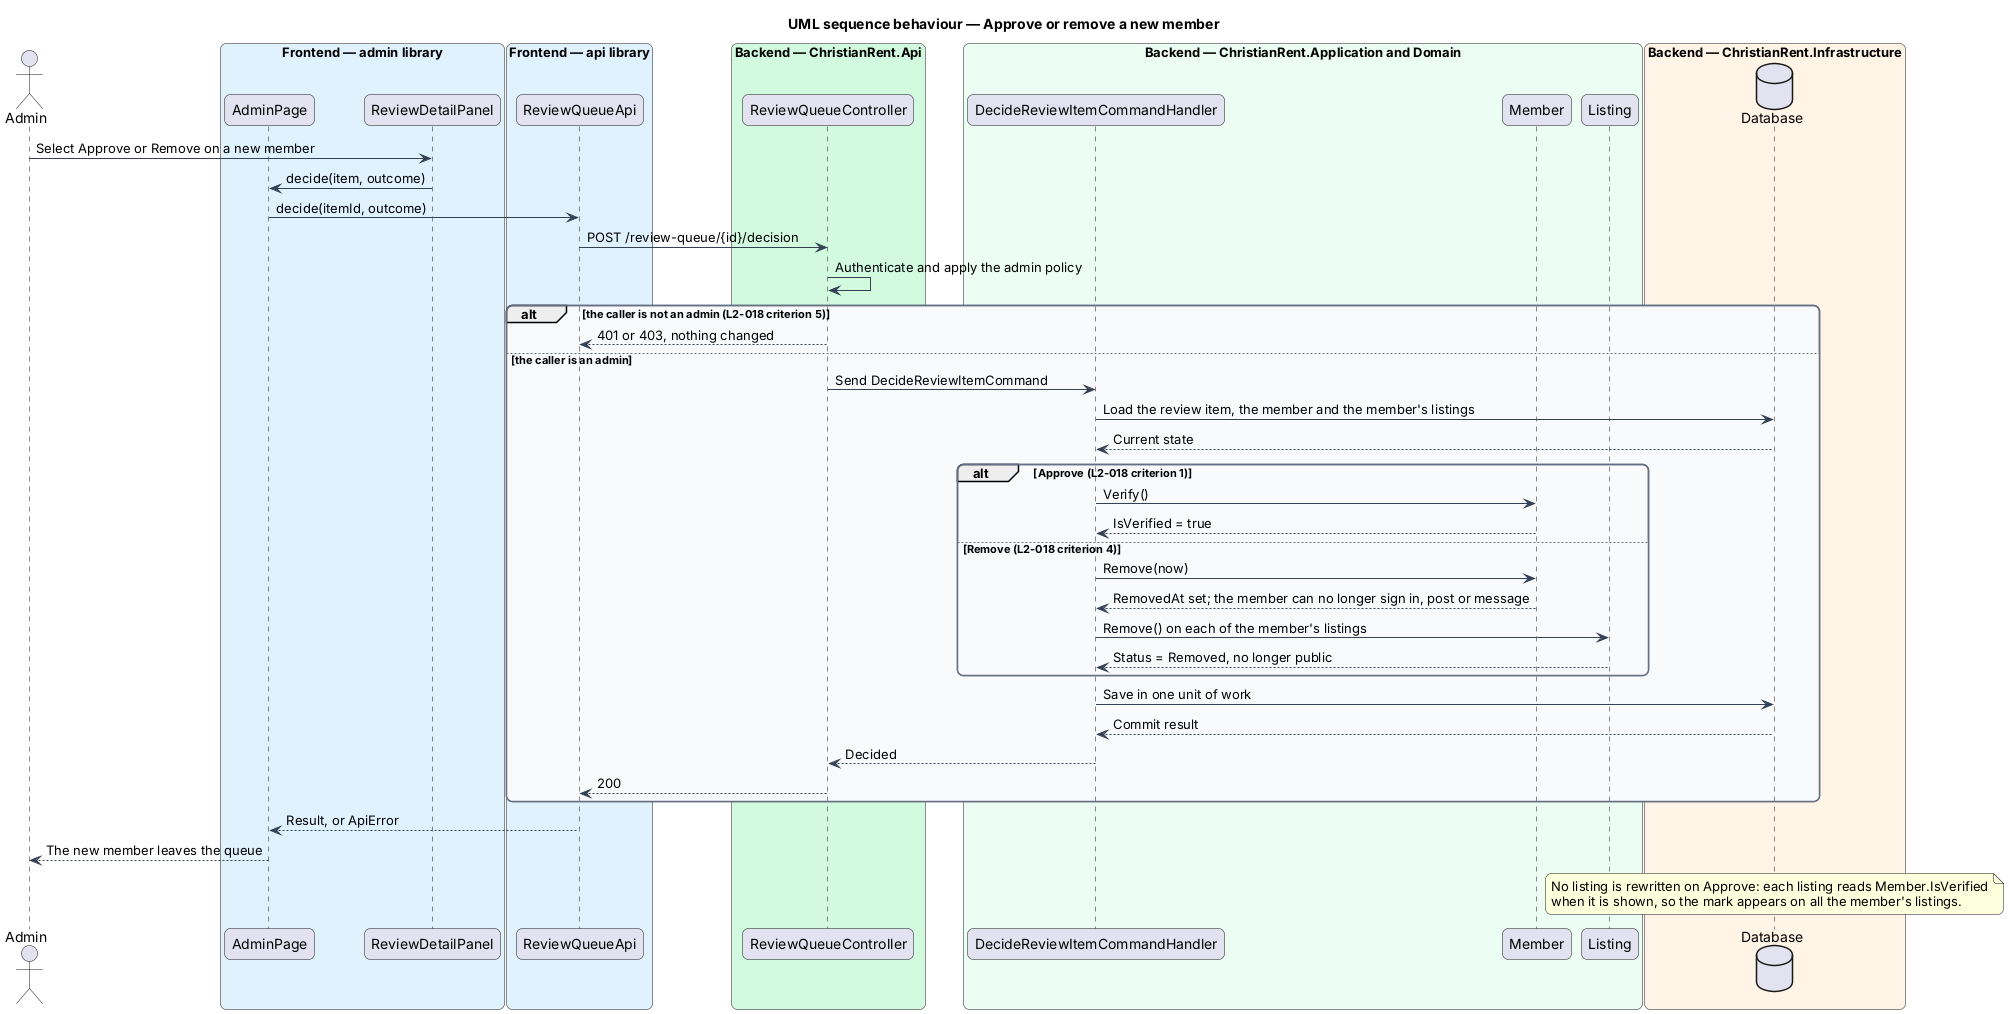 UML sequence behaviour — Approve or remove a new member
Frontend — admin library
Frontend — api library
Backend — ChristianRent.Api
Backend — ChristianRent.Application and Domain
Backend — ChristianRent.Infrastructure
Admin
AdminPage
ReviewDetailPanel
ReviewQueueApi
ReviewQueueController
DecideReviewItemCommandHandler
Member
Listing
Database
Select Approve or Remove on a new member
decide(item, outcome)
decide(itemId, outcome)
POST /review-queue/{id}/decision
Authenticate and apply the admin policy
alt
[the caller is not an admin (L2-018 criterion 5)]
401 or 403, nothing changed
[the caller is an admin]
Send DecideReviewItemCommand
Load the review item, the member and the member's listings
Current state
alt
[Approve (L2-018 criterion 1)]
Verify()
IsVerified = true
[Remove (L2-018 criterion 4)]
Remove(now)
RemovedAt set; the member can no longer sign in, post or message
Remove() on each of the member's listings
Status = Removed, no longer public
Save in one unit of work
Commit result
Decided
200
Result, or ApiError
The new member leaves the queue
No listing is rewritten on Approve: each listing reads Member.IsVerified
when it is shown, so the mark appears on all the member's listings.
Admin
AdminPage
ReviewDetailPanel
ReviewQueueApi
ReviewQueueController
DecideReviewItemCommandHandler
Member
Listing
Database